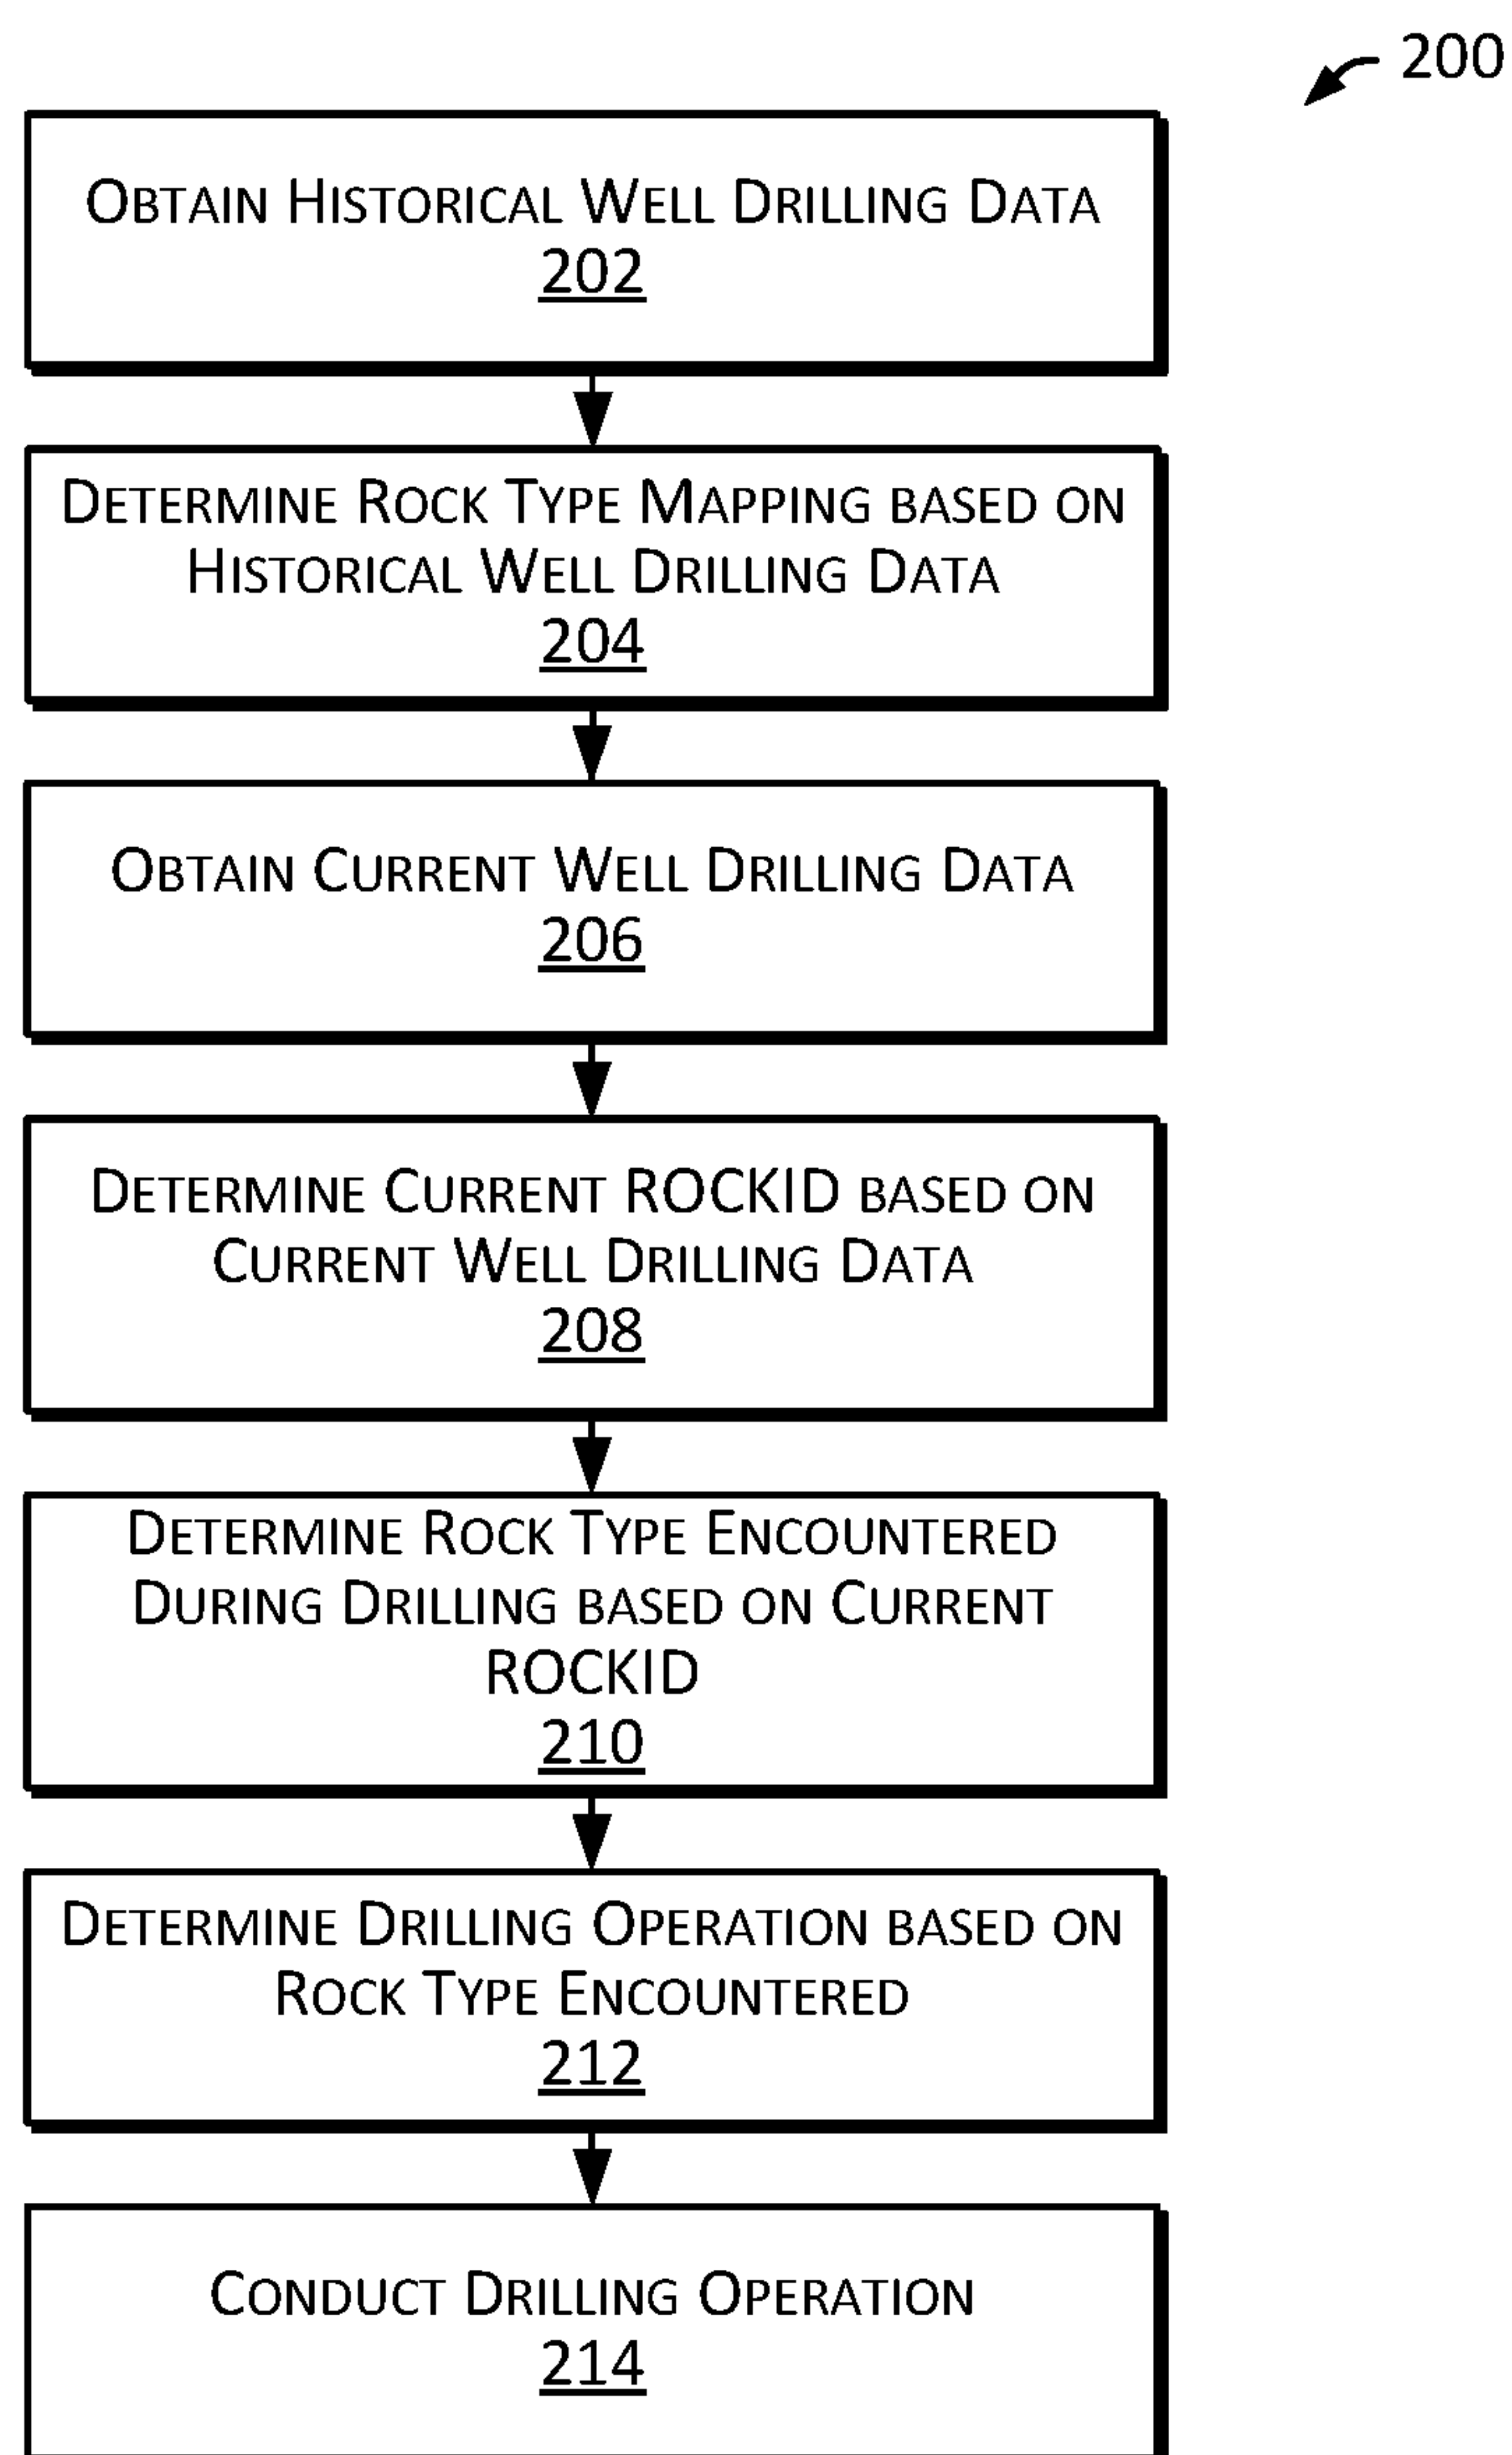 200
Obtain Historical Well Drilling Data
202
Determine Rock Type Mapping based on
Historical Well Drilling Data
204
Obtain Current Well Drilling Data
206
Determine Current ROCKID based on
Current Well Drilling Data
208
Determine Rock Type Encountered
During Drilling based on Current
ROCKID
210
Determine Drilling Operation based on
Rock Type Encountered
212
Conduct Drilling Operation
214